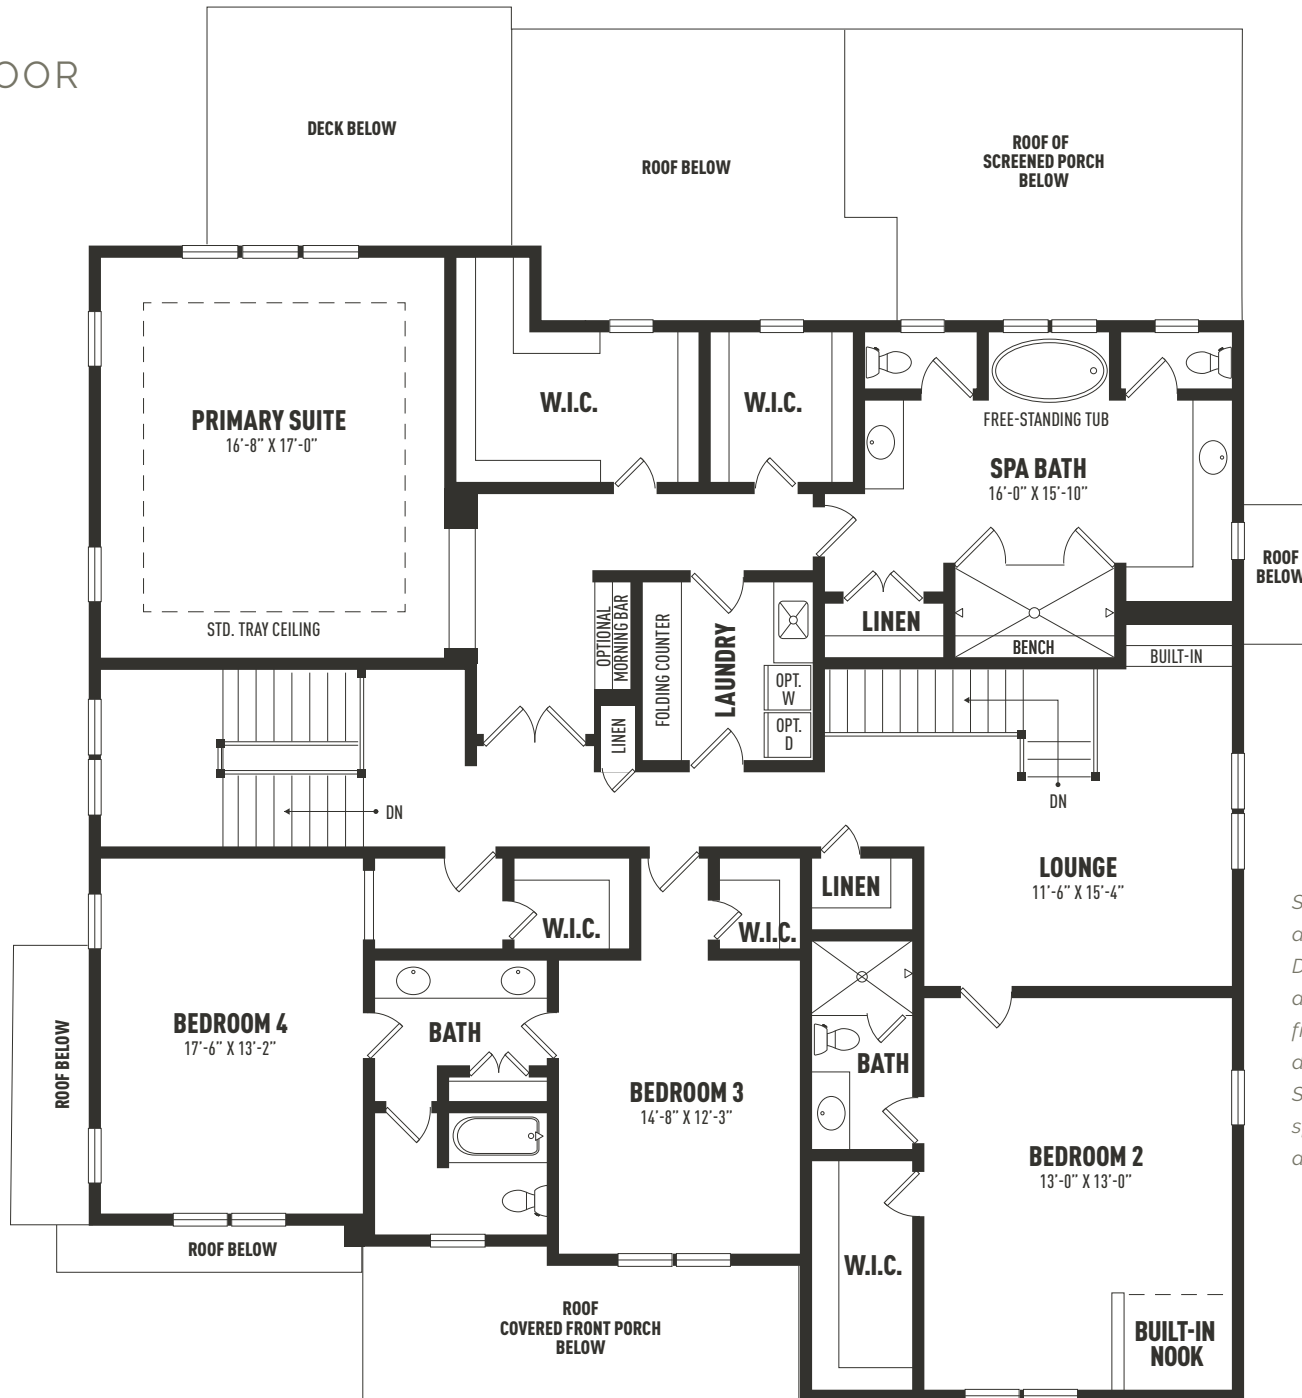 OOR
DECK BELOW
ROOF BELOW
ROOF OF
SCREENED PORCH
BELOW
PRIMARY SUITE
16'-8" X 17'-0"
STD. TRAY CEILING
W.I.C.
W.I.C.
FREE-STANDING TUB
SPA BATH
16'-0" X 15'-10"
ROOF
BELOW
OPTIONAL
MORNING BAR
FOLDING COUNTER
LAUNDRY
LINEN
OPT.
W
OPT.
D
LINEN
BENCH
BUILT-IN
DN
DN
LOUNGE
11'-6" X 15'-4"
W.I.C.
W.I.C.
LINEN
BEDROOM 4
17'-6" X 13'-2"
ROOF BELOW
BATH
BEDROOM 3
14'-8" X 12'-3"
BATH
BEDROOM 2
13'-0" X 13'-0"
ROOF BELOW
W.I.C.
ROOF
COVERED FRONT PORCH
BELOW
BUILT-IN
NOOK